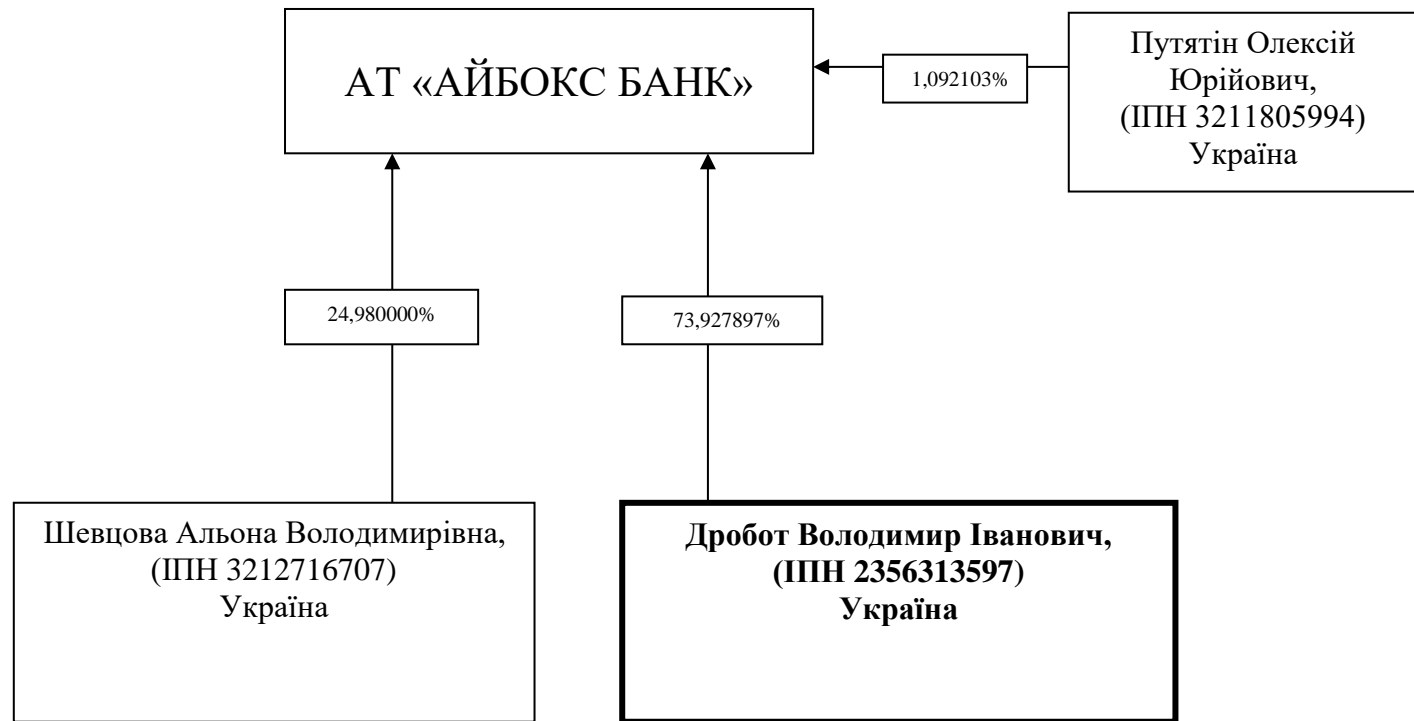 АТ «АЙБОКС БАНК»
1,092103%
Путятін Олексій
Юрійович,
(ІПН 3211805994)
Україна
24,980000%
73,927897%
Шевцова Альона Володимирівна,
(ІПН 3212716707)
Україна
Дробот Володимир Іванович,
(ІПН 2356313597)
Україна